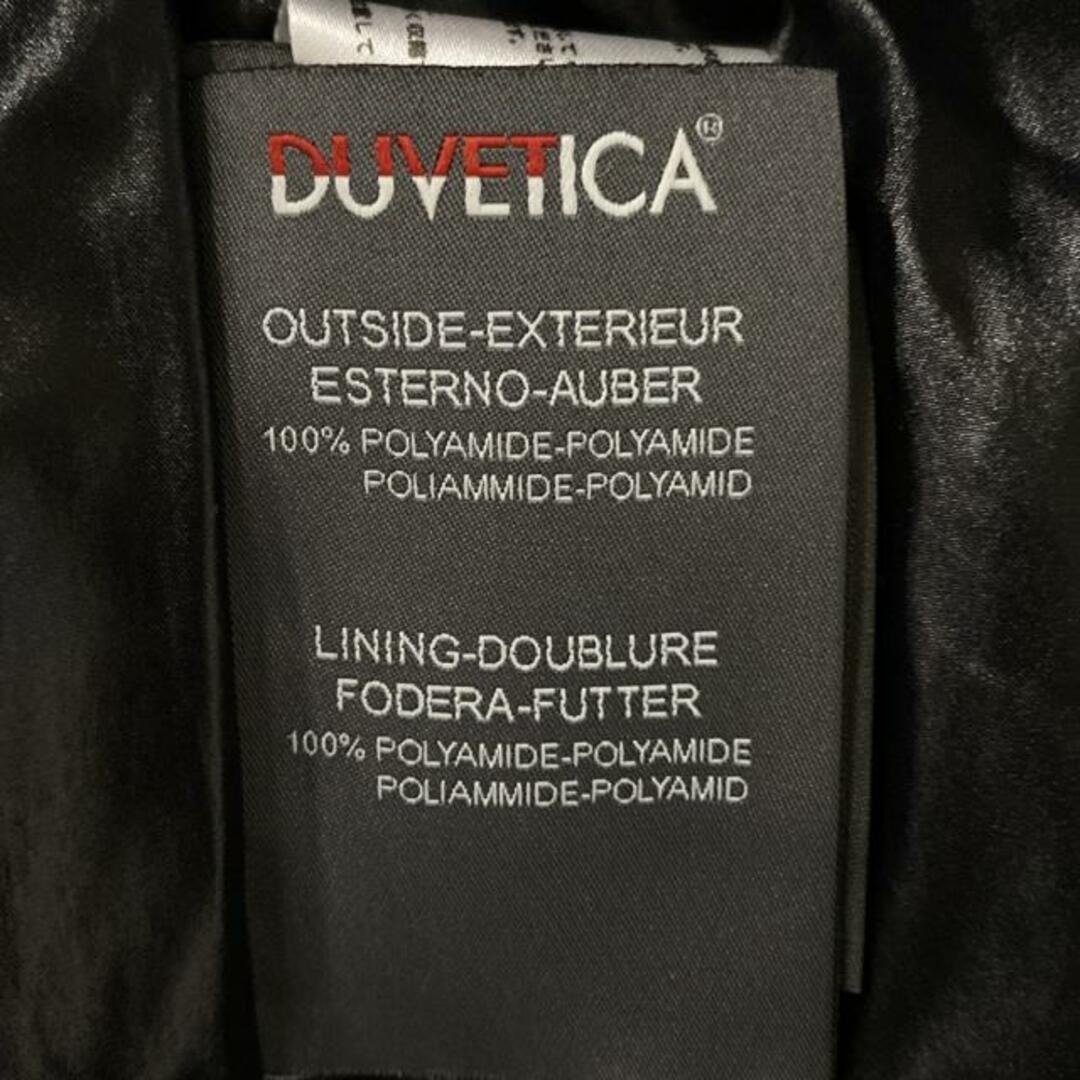 DUVETICA®
OUTSIDE-EXTERIEUR
ESTERNO-AUBER
100% POLYAMIDE-POLYAMIDE
POLIAMMIDE-POLYAMID
LINING-DOUBLURE
FODERA-FUTTER
100% POLYAMIDE-POLYAMIDE
POLIAMMIDE-POLYAMID